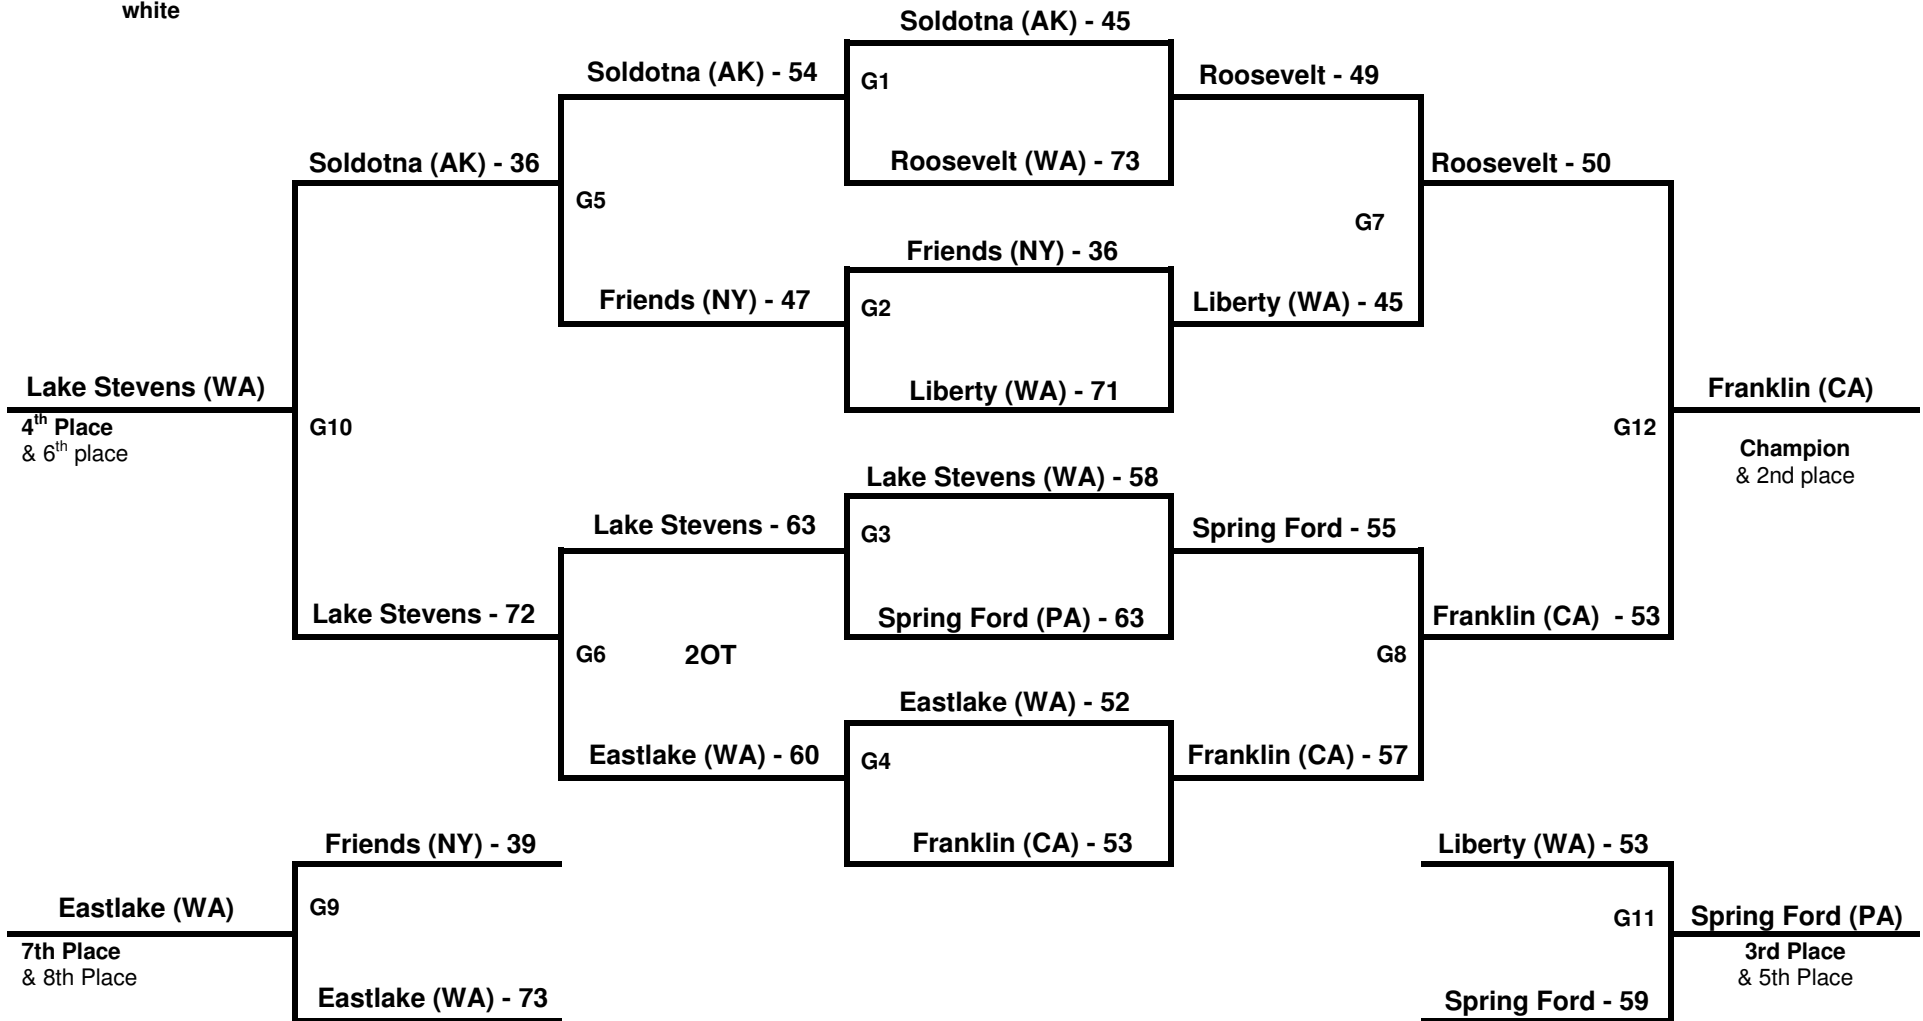 white
Soldotna (AK) - 45
Soldotna (AK) - 54
G1
Roosevelt - 49
Soldotna (AK) - 36
Roosevelt (WA) - 73
Roosevelt - 50
G5
G7
Friends (NY) - 36
Friends (NY) - 47
G2
Liberty (WA) - 45
Lake Stevens (WA)
Liberty (WA) - 71
Franklin (CA)
4th Place
& 6th place
G10
G12
Champion
& 2nd place
Lake Stevens (WA) - 58
Lake Stevens - 63
G3
Spring Ford - 55
Lake Stevens - 72
Spring Ford (PA) - 63
Franklin (CA)  - 53
G6
2OT
G8
Eastlake (WA) - 52
Eastlake (WA) - 60
G4
Franklin (CA) - 57
Friends (NY) - 39
Franklin (CA) - 53
Liberty (WA) - 53
Eastlake (WA)
G9
G11
Spring Ford (PA)
7th Place
& 8th Place
3rd Place
& 5th Place
Eastlake (WA) - 73
Spring Ford - 59